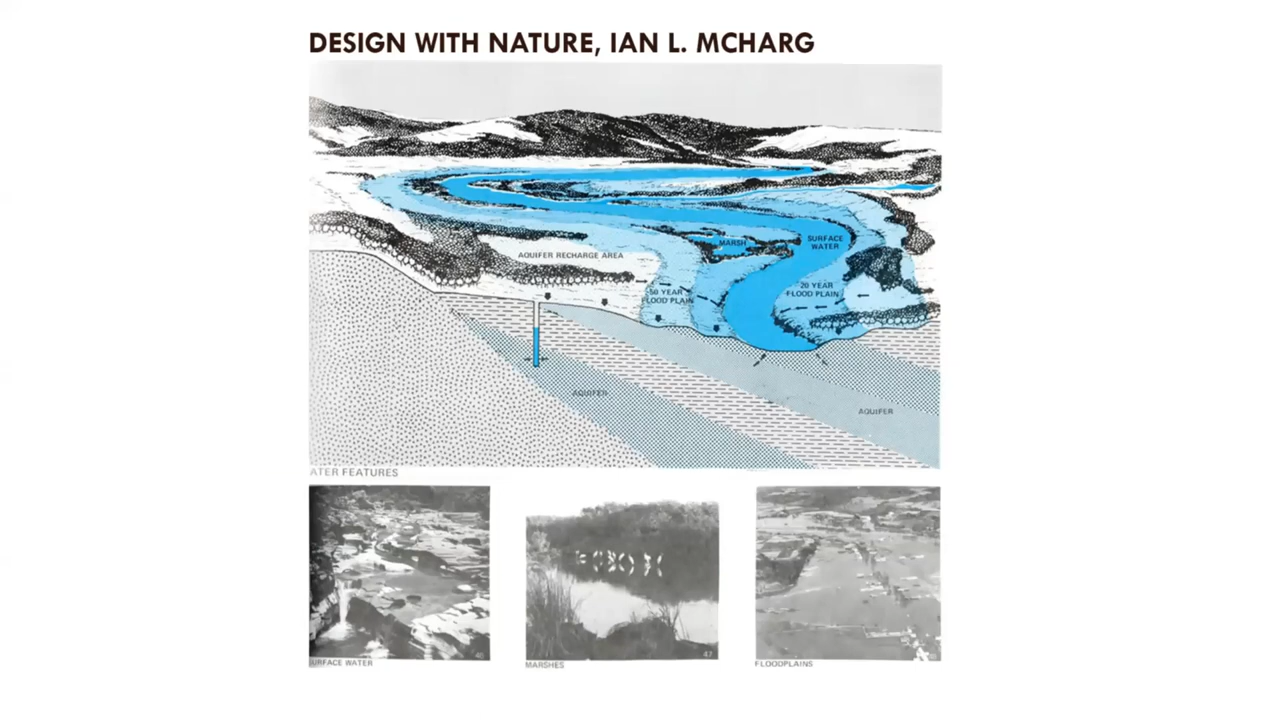 DESIGN WITH NATURE, IAN L. MCHARG
AQUIFER RECHARGE AREA
MARSH
SURFACE
WATER
50 YEAR
FLOOD PLAIN
20 YEAR
FLOOD PLAIN
AQUIFER
AQUIFER
ATER FEATURES
47
URFACE WATER
MARSHES
FLOODPLAINS